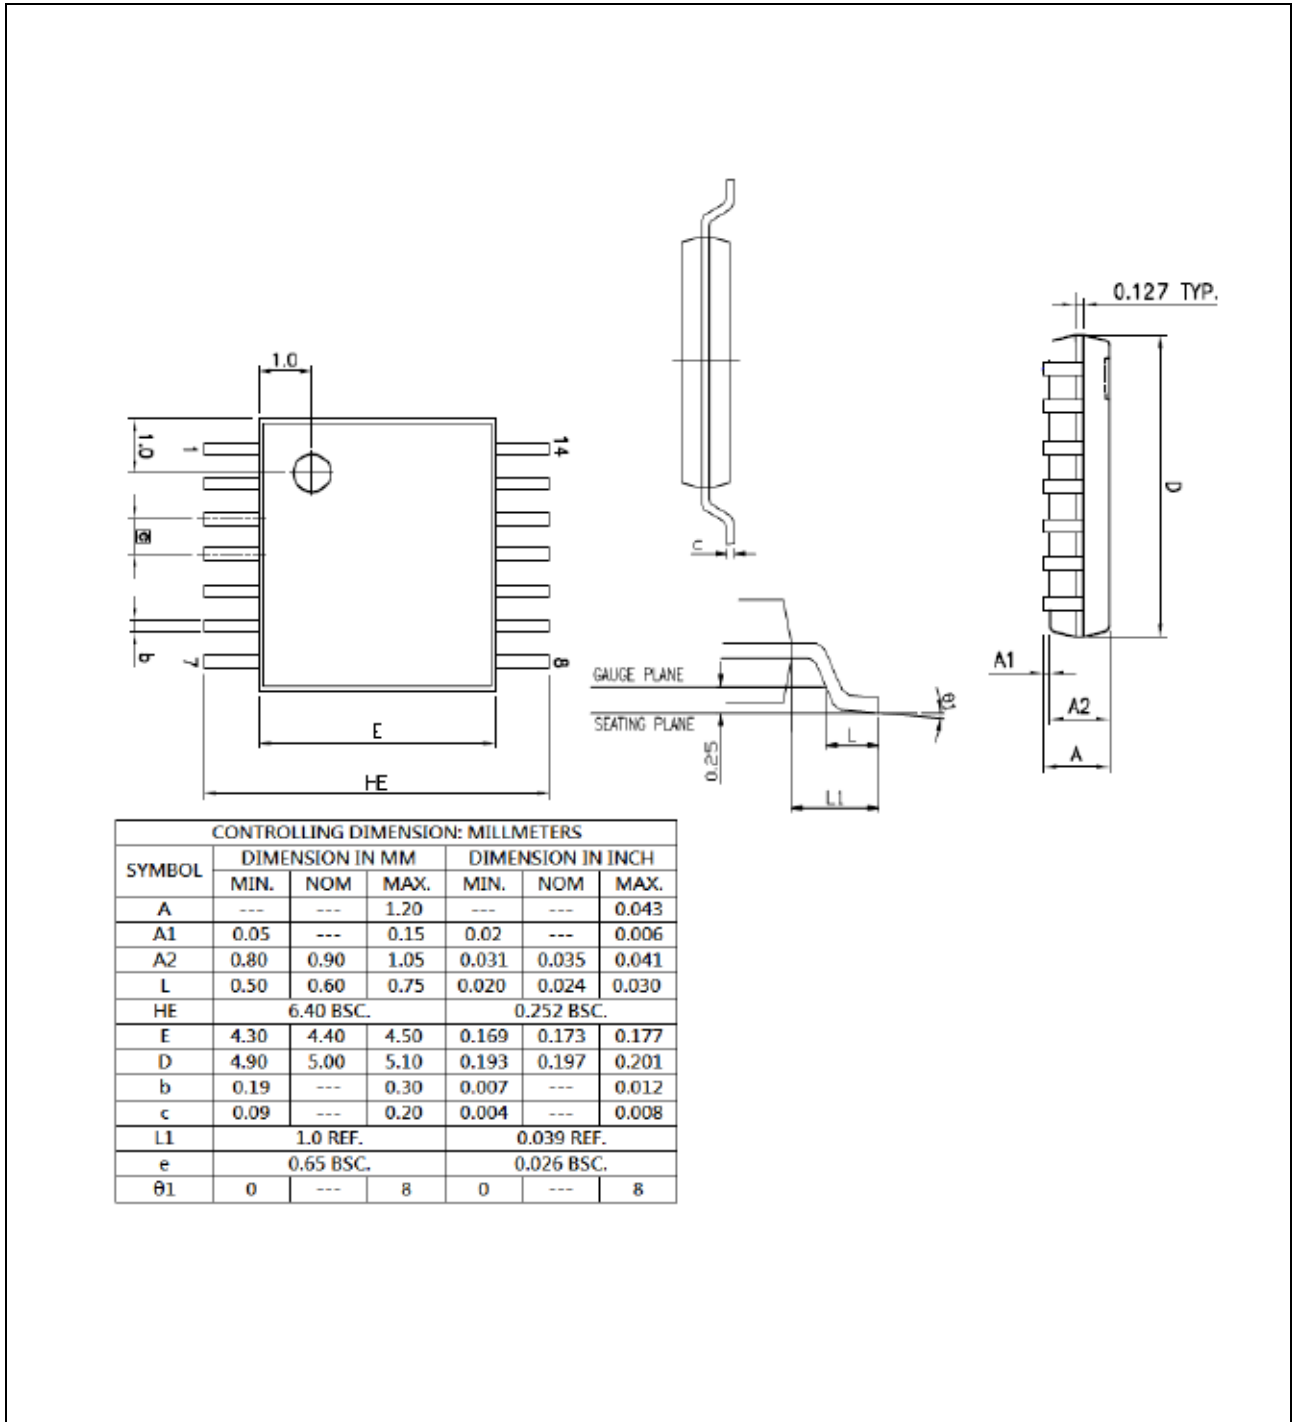 0.127 TYP.
1.0
1.0
1
14
e
b
7
8
E
HE
c
D
GAUGE PLANE
SEATING PLANE
0.25
L
L1
θ1
A1
A2
A
CONTROLLING DIMENSION: MILLMETERS
SYMBOL DIMENSION IN MM DIMENSION IN INCH
MIN. NOM MAX. MIN. NOM MAX.
A --- --- 1.20 --- --- 0.043
A1 0.05 --- 0.15 0.02 --- 0.006
A2 0.80 0.90 1.05 0.031 0.035 0.041
L 0.50 0.60 0.75 0.020 0.024 0.030
HE 6.40 BSC. 0.252 BSC.
E 4.30 4.40 4.50 0.169 0.173 0.177
D 4.90 5.00 5.10 0.193 0.197 0.201
b 0.19 --- 0.30 0.007 --- 0.012
c 0.09 --- 0.20 0.004 --- 0.008
L1 1.0 REF. 0.039 REF.
e 0.65 BSC. 0.026 BSC.
θ1 0 --- 8 0 --- 8